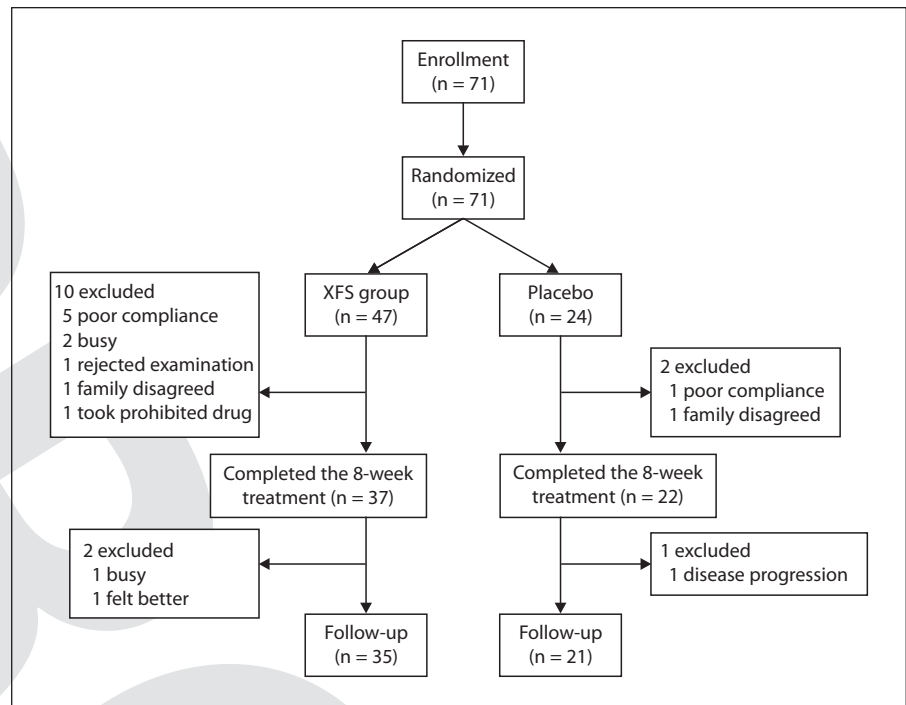 Enrollment
(n = 71)
Randomized
(n = 71)
XFS group
(n = 47)
Placebo
(n = 24)
10 excluded
5 poor compliance
2 busy
1 rejected examination
1 family disagreed
1 took prohibited drug
2 excluded
1 poor compliance
1 family disagreed
Completed the 8-week
treatment (n = 37)
Completed the 8-week
treatment (n = 22)
2 excluded
1 busy
1 felt better
1 excluded
1 disease progression
Follow-up
(n = 35)
Follow-up
(n = 21)